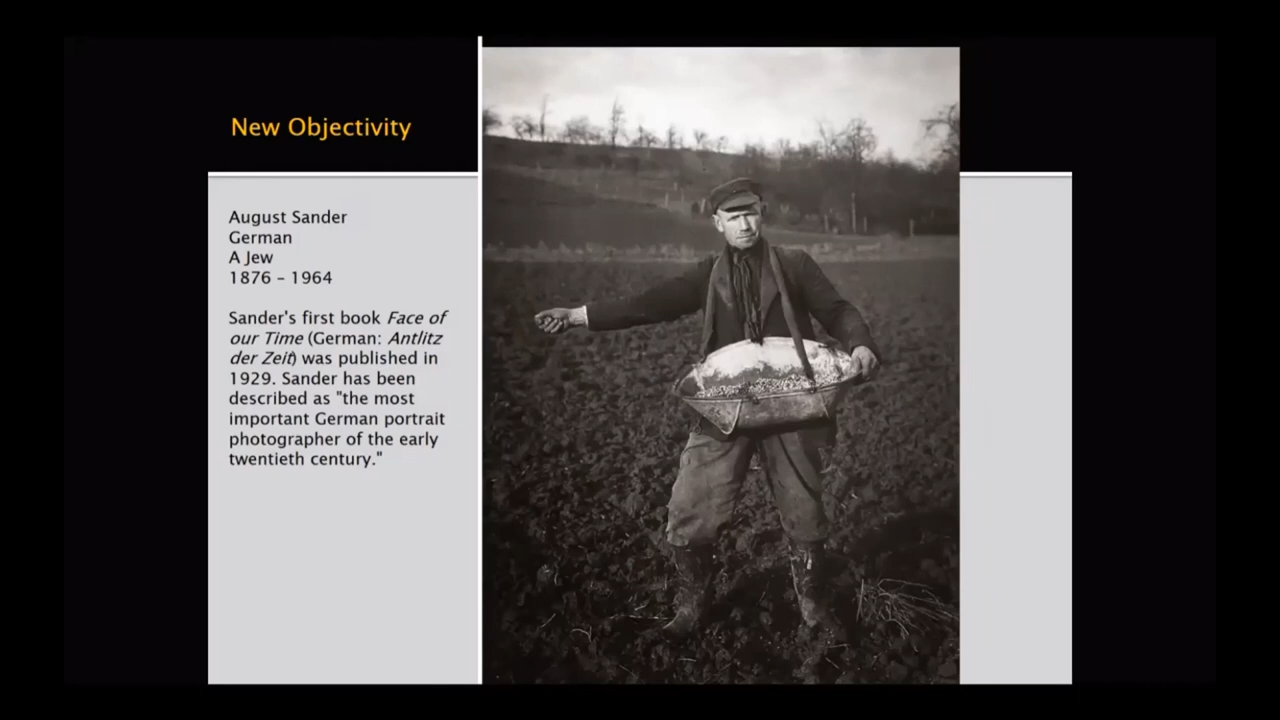 New Objectivity
August Sander
German
A Jew
1876 – 1964
Sander's first book Face of
our Time (German: Antlitz
der Zeit) was published in
1929. Sander has been
described as "the most
important German portrait
photographer of the early
twentieth century."